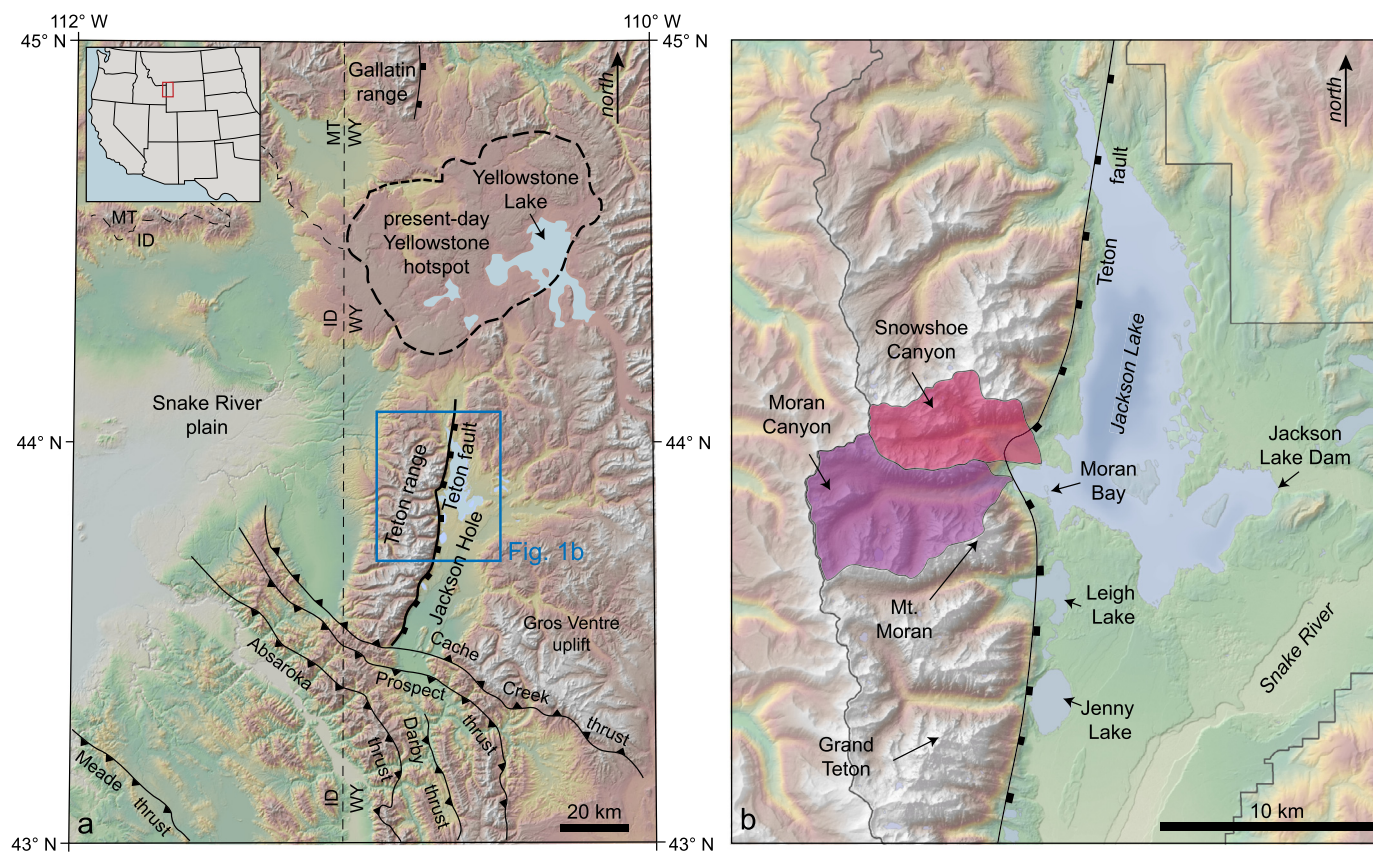 112° W
110° W
45° N
45° N
Gallatin
range
north
MT
WY
Yellowstone
Lake
present-day
Yellowstone
hotspot
MT
ID
ID
WY
Snake River
plain
44° N
44° N
Teton range
Teton fault
Jackson Hole
Fig. 1b
Gros Ventre
uplift
Cache
Creek
thrust
Absaroka
thrust
Prospect
thrust
Darby
thrust
Meade
thrust
ID
WY
20 km
a
43° N
43° N
north
fault
Teton
Jackson Lake
Snowshoe
Canyon
Moran
Canyon
Jackson
Lake Dam
Moran
Bay
Leigh
Lake
Mt.
Moran
Snake River
Jenny
Lake
Grand
Teton
10 km
b